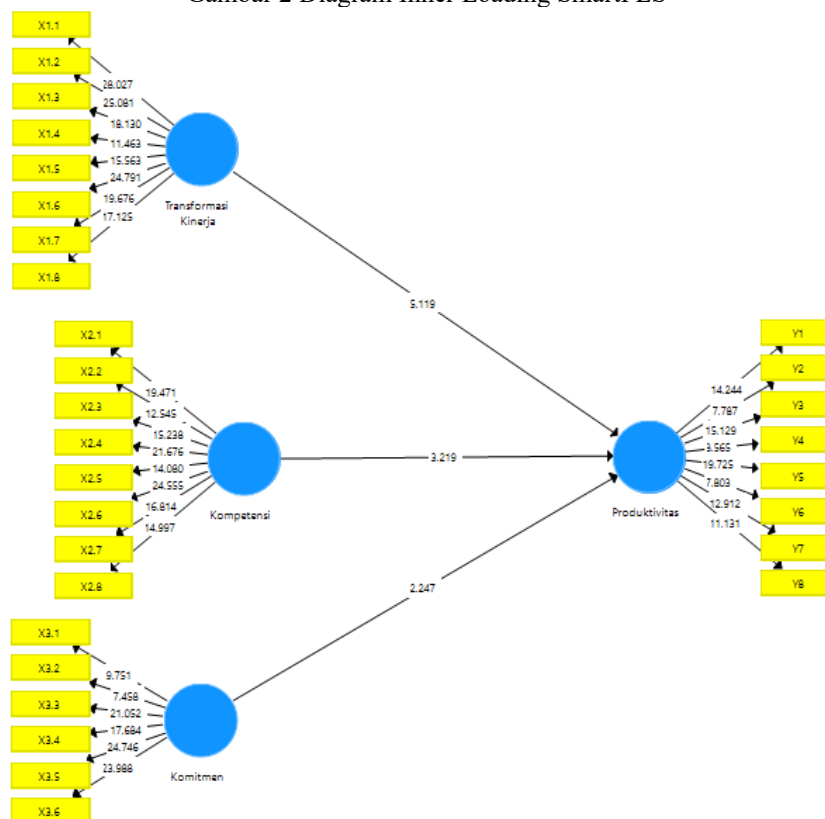 Gambar 2 Diagram Inner Loading SmartPLS
X1.1
X1.2
X1.3
X1.4
X1.5
X1.6
X1.7
X1.8
28.027
25.081
18.130
11.463
15.563
24.791
19.676
17.125
Transformasi
Kinerja
5.119
X2.1
X2.2
X2.3
X2.4
X2.5
X2.6
X2.7
X2.8
19.471
12.545
15.238
21.676
14.080
24.555
16.814
14.997
Kompetensi
3.219
X3.1
X3.2
X3.3
X3.4
X3.5
X3.6
9.751
7.458
21.052
17.684
24.746
23.988
Komitmen
2.247
Produktivitas
14.244
7.787
15.129
3.565
19.725
7.803
12.912
11.131
Y1
Y2
Y3
Y4
Y5
Y6
Y7
Y8